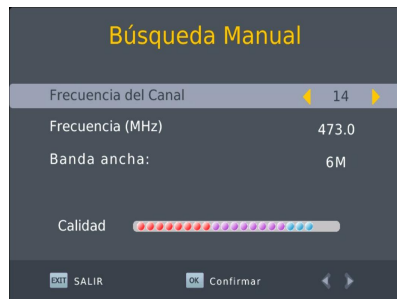 Búsqueda Manual
Frecuencia del Canal 14
Frecuencia (MHz) 473.0
Banda ancha: 6M
Calidad
EXIT SALIR OK Confirmar